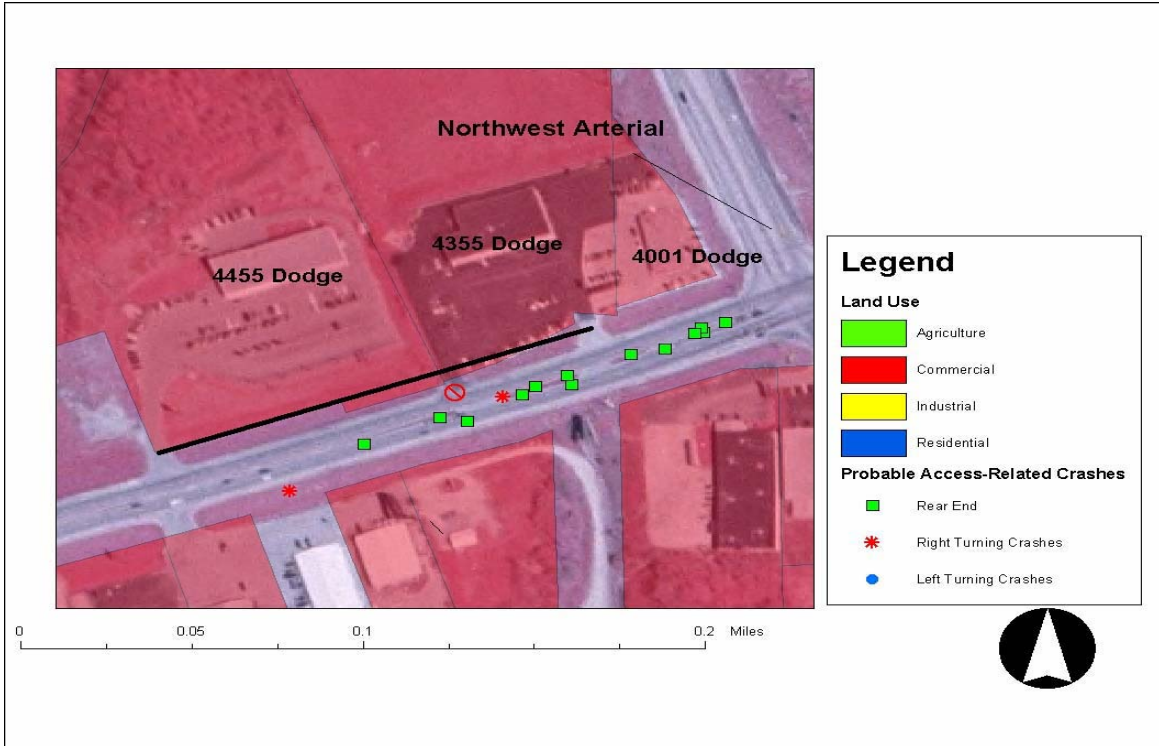 Northwest Arterial
4355 Dodge
4001 Dodge
4455 Dodge
Legend
Land Use
Agriculture
Commercial
Industrial
Residential
Probable Access-Related Crashes
Rear End
Right Turning Crashes
Left Turning Crashes
0 0.05 0.1 0.2 Miles